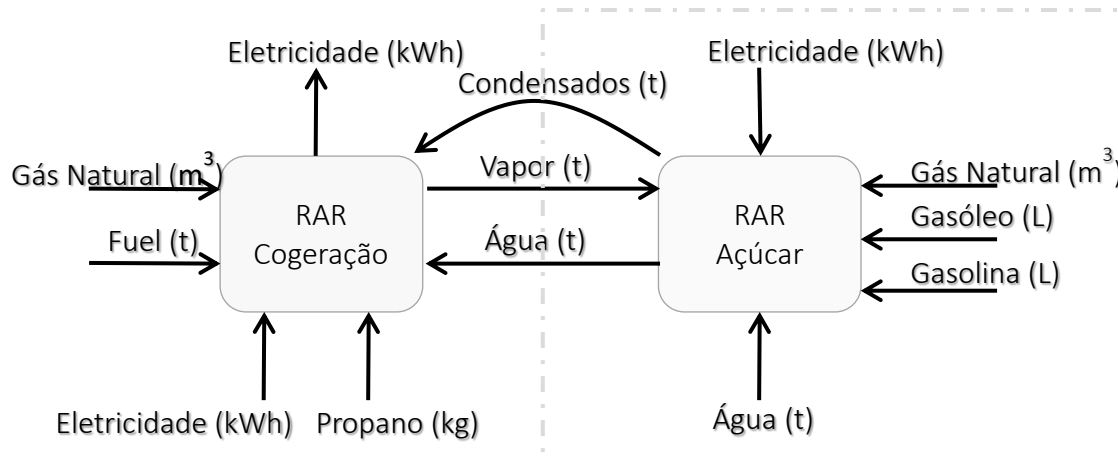 Eletricidade (kWh)
Eletricidade (kWh)
Condensados (t)
Gás Natural (m³)
Vapor (t)
Gás Natural (m³)
RAR
Cogeração
RAR
Açúcar
Fuel (t)
Água (t)
Gasóleo (L)
Gasolina (L)
Eletricidade (kWh)
Propano (kg)
Água (t)